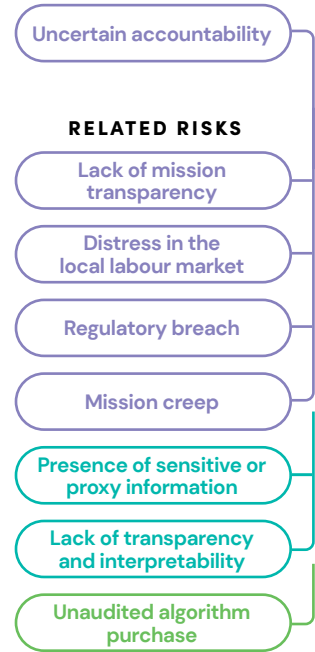 Uncertain accountability
RELATED RISKS
Lack of mission
transparency
Distress in the
local labour market
Regulatory breach
Mission creep
Presence of sensitive or
proxy information
Lack of transparency
and interpretability
Unaudited algorithm
purchase